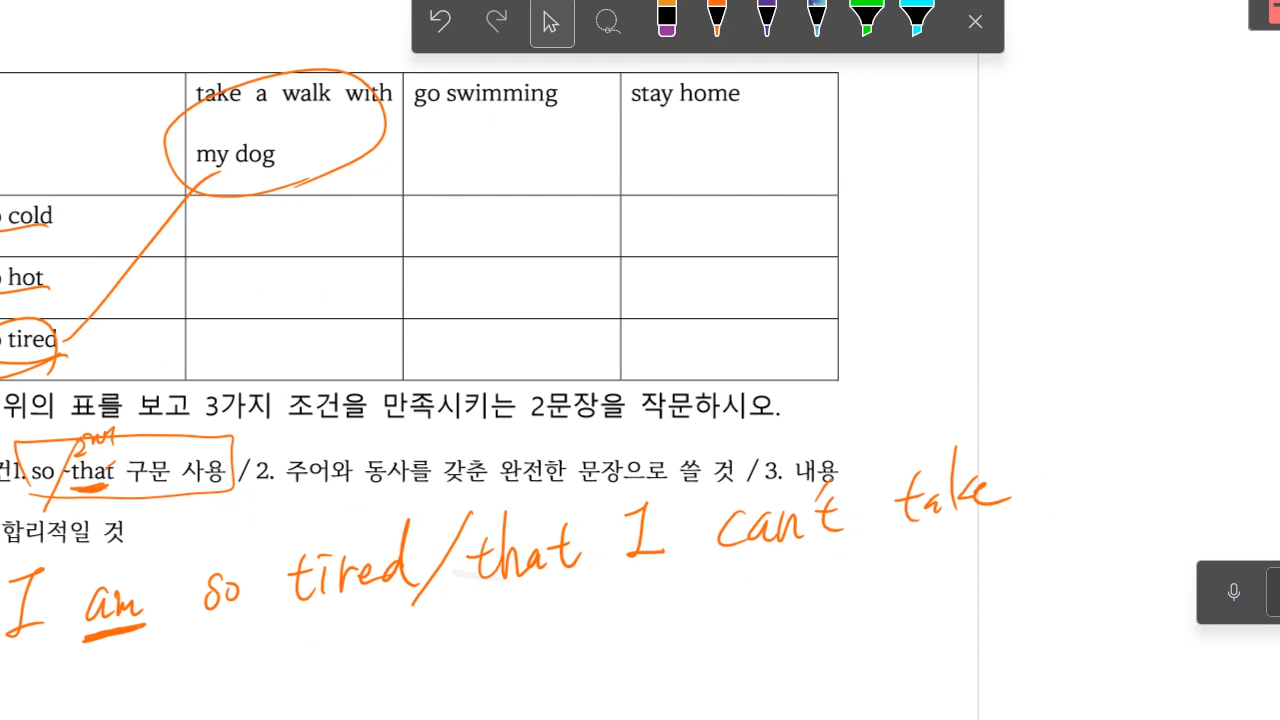 take a walk with
my dog
go swimming
stay home
cold
hot
tired
위의 표를 보고 3가지 조건을 만족시키는 2문장을 작문하시오.
건1. so ~that 구문 사용 / 2. 주어와 동사를 갖춘 완전한 문장으로 쓸 것 / 3. 내용
합리적일 것
I am so tired/that I can't take